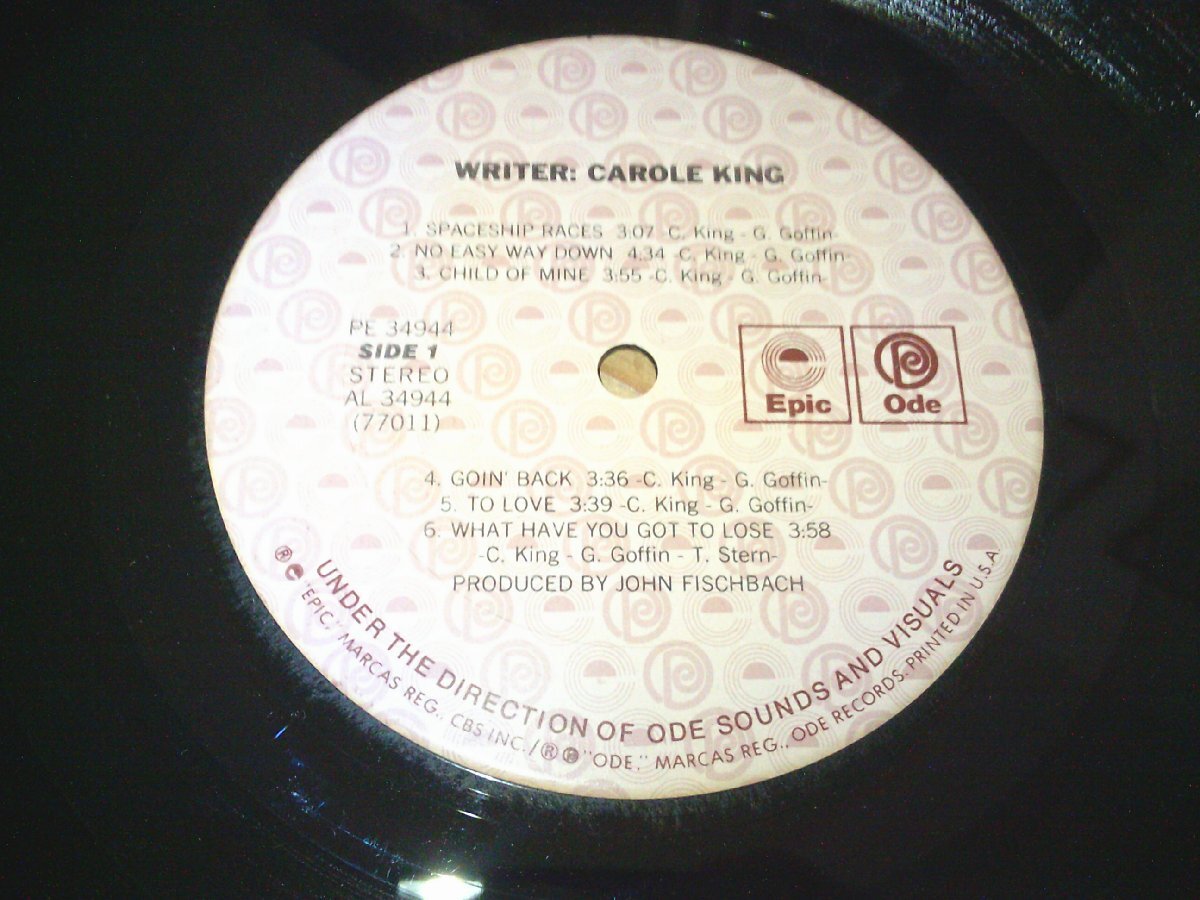 WRITER: CAROLE KING
1. SPACESHIP RACES 3:07 -C. King - G. Goffin-
2. NO EASY WAY DOWN 4:34 -C. King - G. Goffin-
3. CHILD OF MINE 3:55 -C. King - G. Goffin-
PE 34944
SIDE 1
STEREO
AL 34944
(77011)
Epic
Ode
4. GOIN' BACK 3:36 -C. King - G. Goffin-
5. TO LOVE 3:39 -C. King - G. Goffin-
6. WHAT HAVE YOU GOT TO LOSE 3:58
-C. King - G. Goffin - T. Stern-
PRODUCED BY JOHN FISCHBACH
UNDER THE DIRECTION OF ODE SOUNDS AND VISUALS
® "EPIC," MARCAS REG., CBS INC./® "ODE," MARCAS REG., ODE RECORDS. PRINTED IN U.S.A